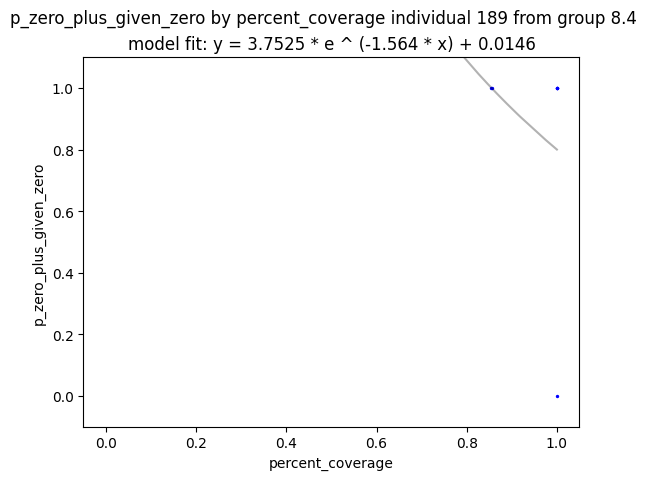 p_zero_plus_given_zero by percent_coverage individual 189 from group 8.4
model fit: y = 3.7525 * e ^ (-1.564 * x) + 0.0146
1.0
0.8
0.6
0.4
0.2
0.0
p_zero_plus_given_zero
0.0 0.2 0.4 0.6 0.8 1.0
percent_coverage